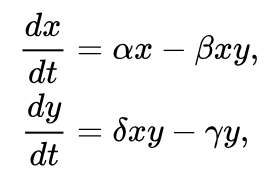 dx/dt = αx − βxy,
dy/dt = δxy − γy,